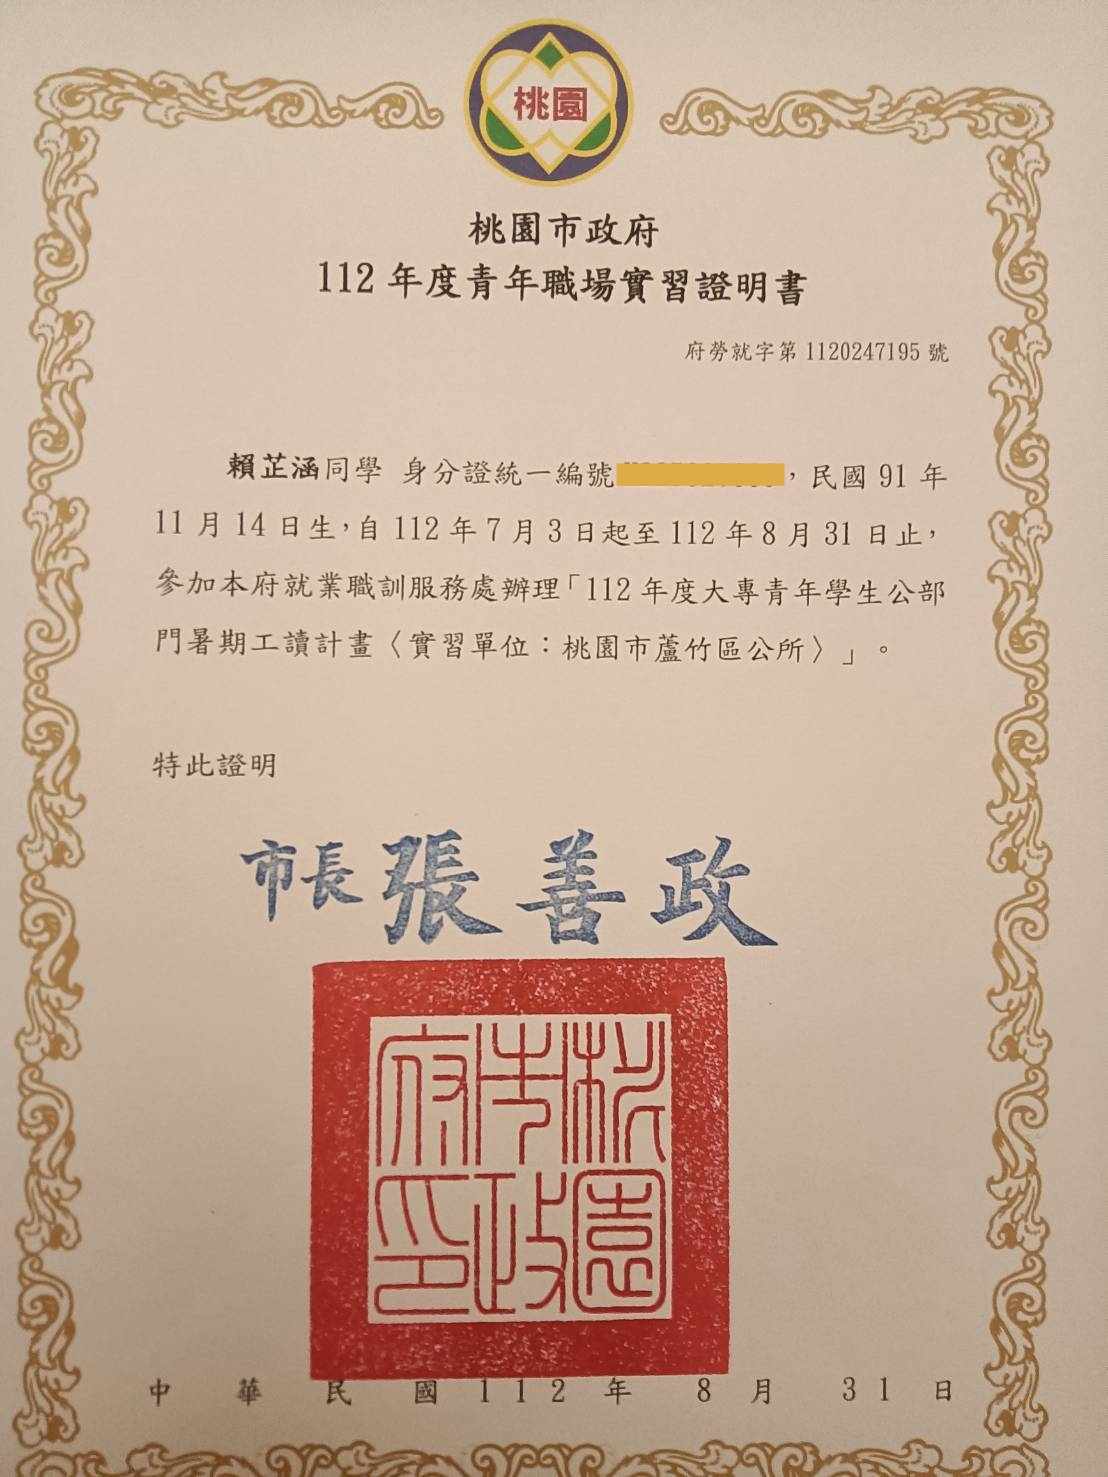 桃園
桃園市政府
112 年度青年職場實習證明書
府勞就字第 1120247195 號
賴芷涵同學 身分證統一編號，民國 91 年
11 月 14 日生，自 112 年 7 月 3 日起至 112 年 8 月 31 日止，
參加本府就業職訓服務處辦理「112 年度大專青年學生公部
門暑期工讀計畫〈實習單位：桃園市蘆竹區公所〉」。
特此證明
市長 張善政
桃園市政府印
中華民國 112 年 8 月 31 日